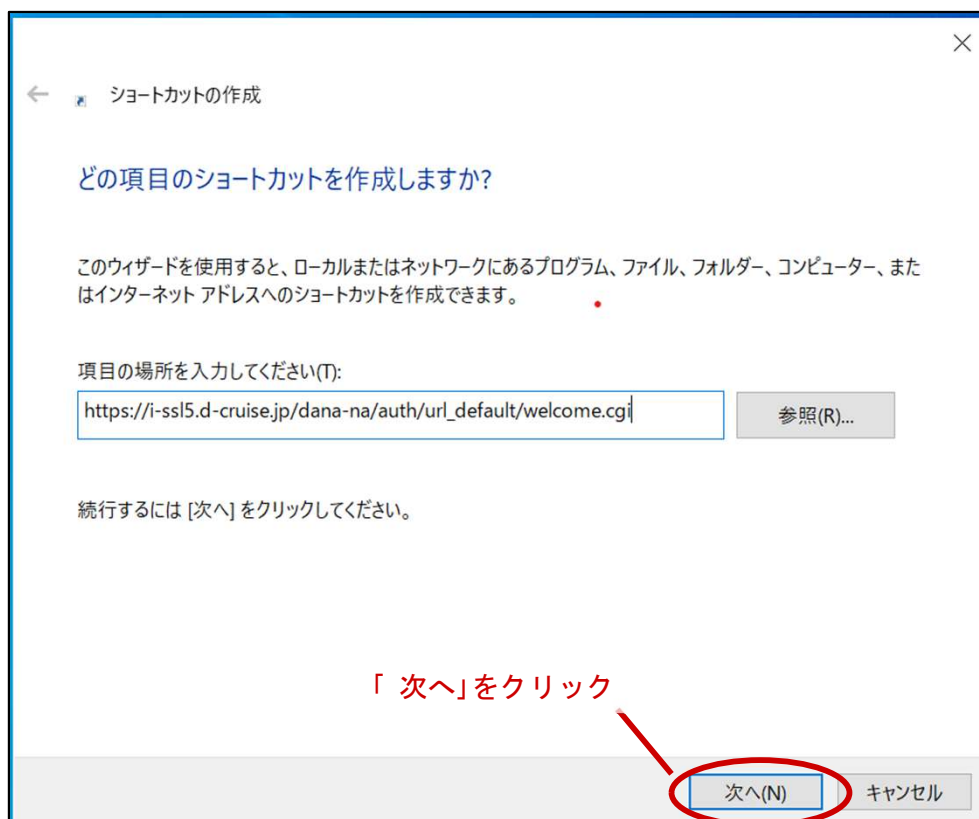 ショートカットの作成
どの項目のショートカットを作成しますか?
このウィザードを使用すると、ローカルまたはネットワークにあるプログラム、ファイル、フォルダー、コンピューター、また
はインターネット アドレスへのショートカットを作成できます。
項目の場所を入力してください(T):
https://i-ssl5.d-cruise.jp/dana-na/auth/url_default/welcome.cgi
参照(R)...
続行するには [次へ] をクリックしてください。
「 次へ」をクリック
次へ(N)
キャンセル